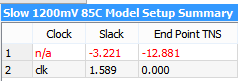 Slow 1200mV 85C Model Setup Summary
Clock Slack End Point TNS
1 n/a -3.221 -12.881
2 clk 1.589 0.000